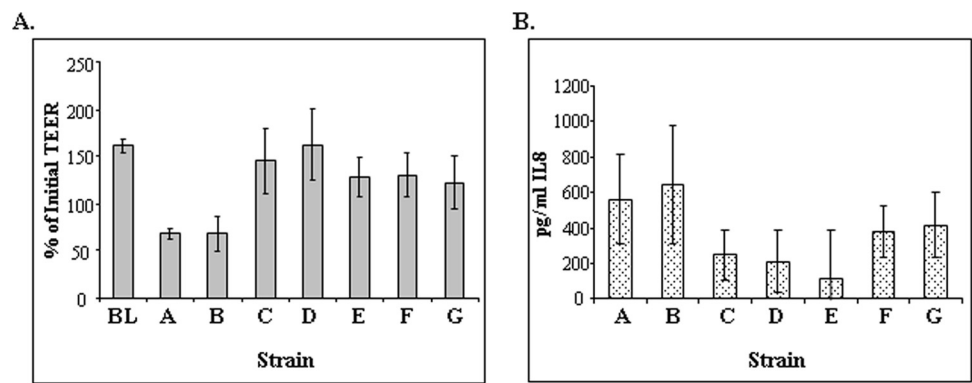 A.
% of Initial TEER
250
200
150
100
50
0
BL A B C D E F G
Strain
B.
pg/ml IL8
1200
1000
800
600
400
200
0
A B C D E F G
Strain